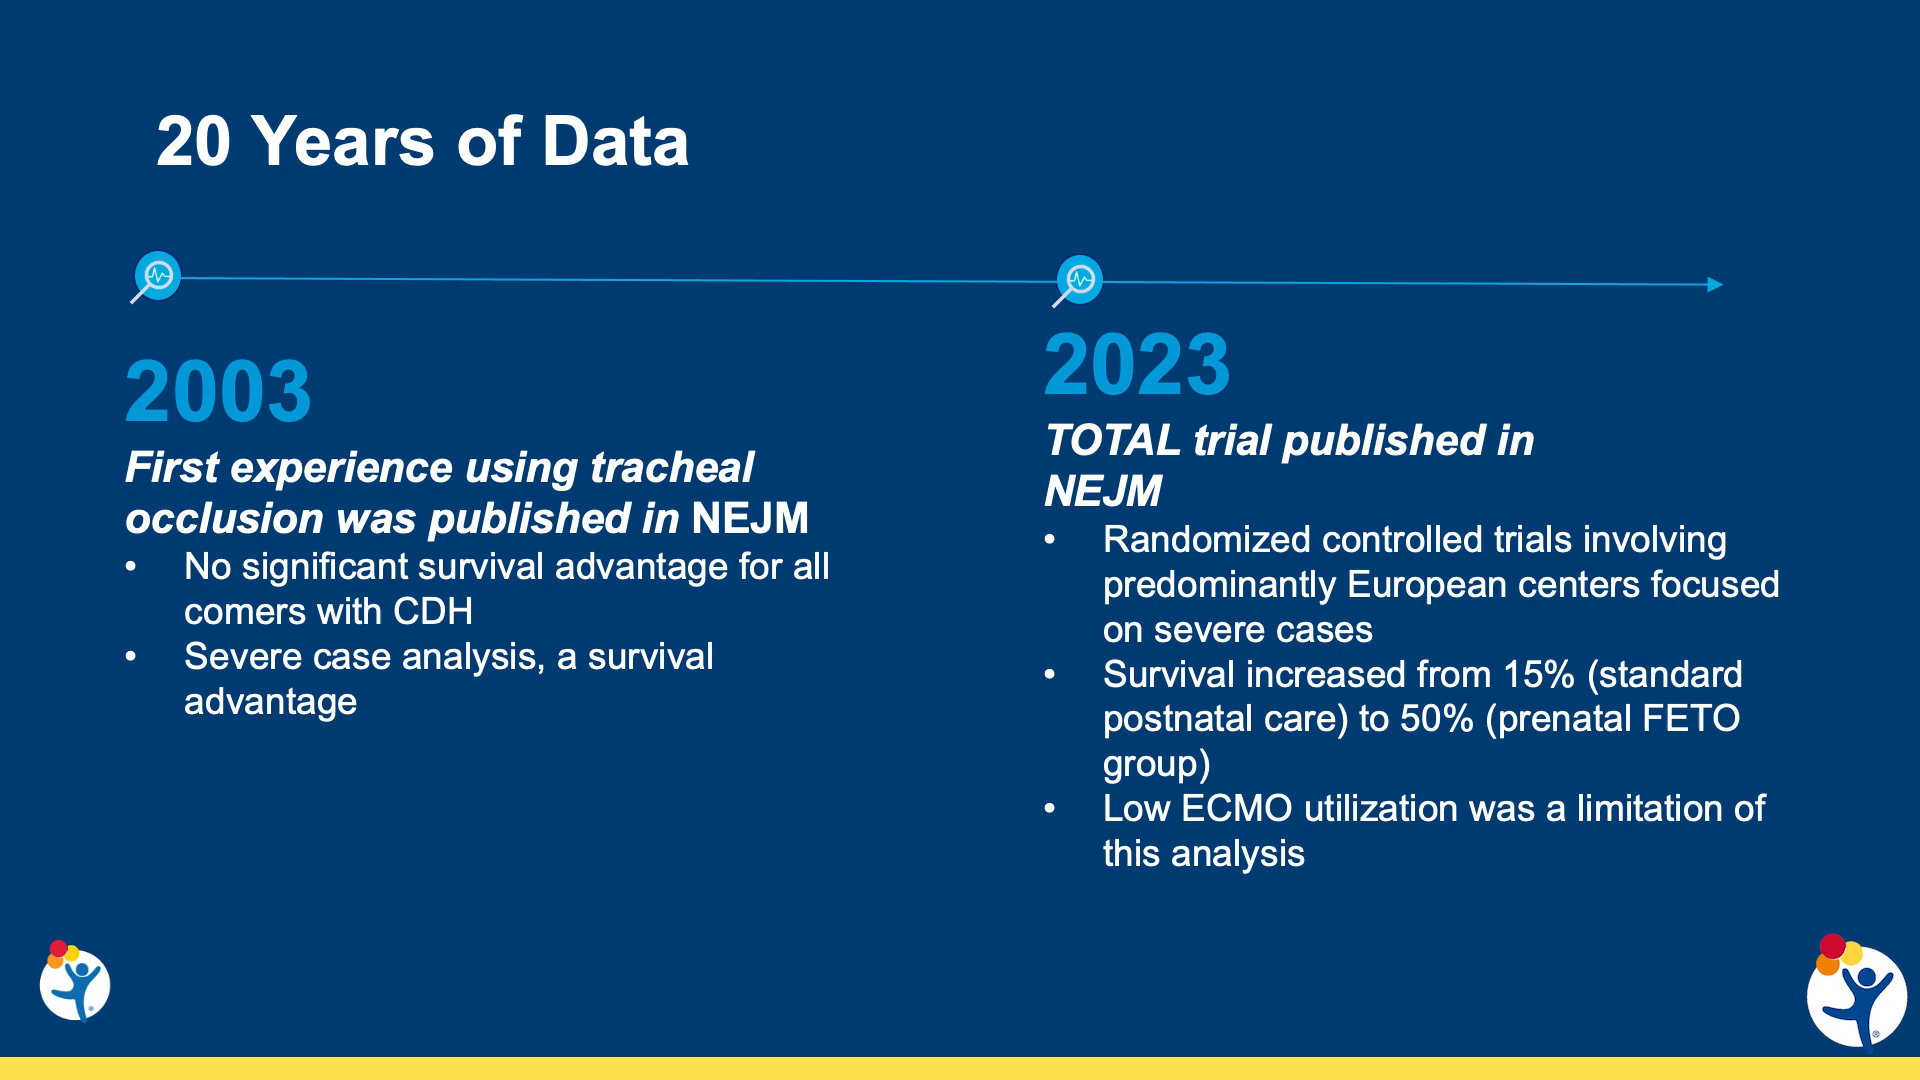 20 Years of Data
2003
First experience using tracheal
occlusion was published in NEJM
• No significant survival advantage for all
comers with CDH
• Severe case analysis, a survival
advantage
2023
TOTAL trial published in
NEJM
• Randomized controlled trials involving
predominantly European centers focused
on severe cases
• Survival increased from 15% (standard
postnatal care) to 50% (prenatal FETO
group)
• Low ECMO utilization was a limitation of
this analysis